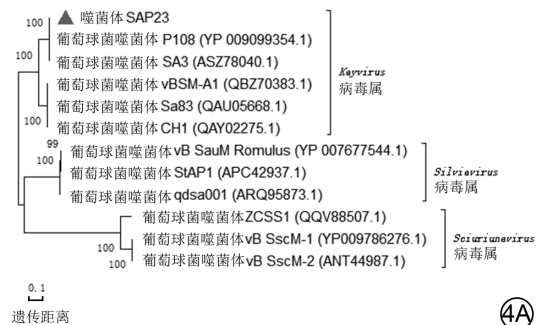 噬菌体SAP23
100
葡萄球菌噬菌体 P108 (YP 009099354.1)
100
葡萄球菌噬菌体 SA3 (ASZ78040.1)
Kayvirus
葡萄球菌噬菌体 vBSM-A1 (QBZ70383.1)
病毒属
葡萄球菌噬菌体 Sa83 (QAU05668.1)
100
葡萄球菌噬菌体 CH1 (QAY02275.1)
99
葡萄球菌噬菌体vB SauM Romulus (YP 007677544.1)
100
葡萄球菌噬菌体StAP1 (APC42937.1)
Silviavirus
葡萄球菌噬菌体 qdsa001 (ARQ95873.1)
病毒属
葡萄球菌噬菌体ZCSS1 (QQV88507.1)
Sciuriunavirus
100
葡萄球菌噬菌体vB SscM-1 (YP009786276.1)
病毒属
100
葡萄球菌噬菌体vB SscM-2 (ANT44987.1)
0.1
遗传距离
4A